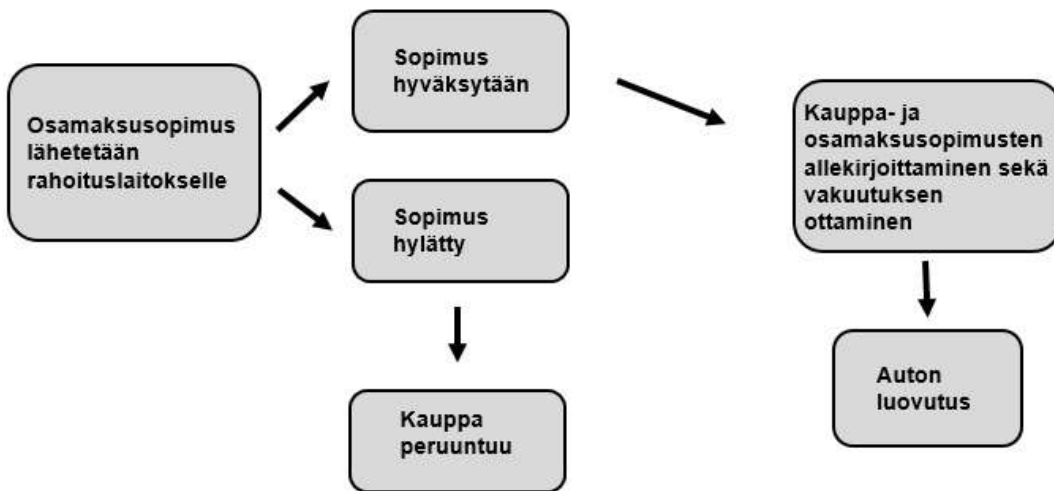 Osamaksusopimus
lähetetään
rahoituslaitokselle
Sopimus
hyväksytään
Sopimus
hylätty
Kauppa
peruuntuu
Kauppa- ja
osamaksusopimusten
allekirjoittaminen sekä
vakuutuksen
ottaminen
Auton
luovutus